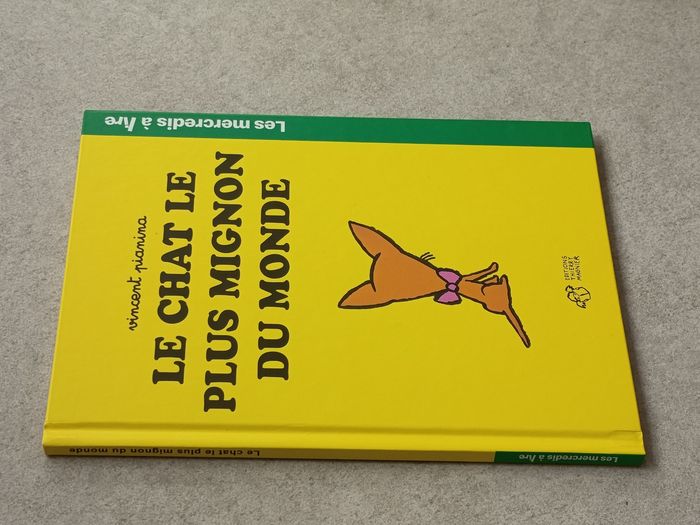 Les mercredis à lire
vincent pianina
LE CHAT LE
PLUS MIGNON
DU MONDE
EDITIONS
THIERRY
MAGNIER
Le chat le plus mignon du monde
Les mercredis à lire